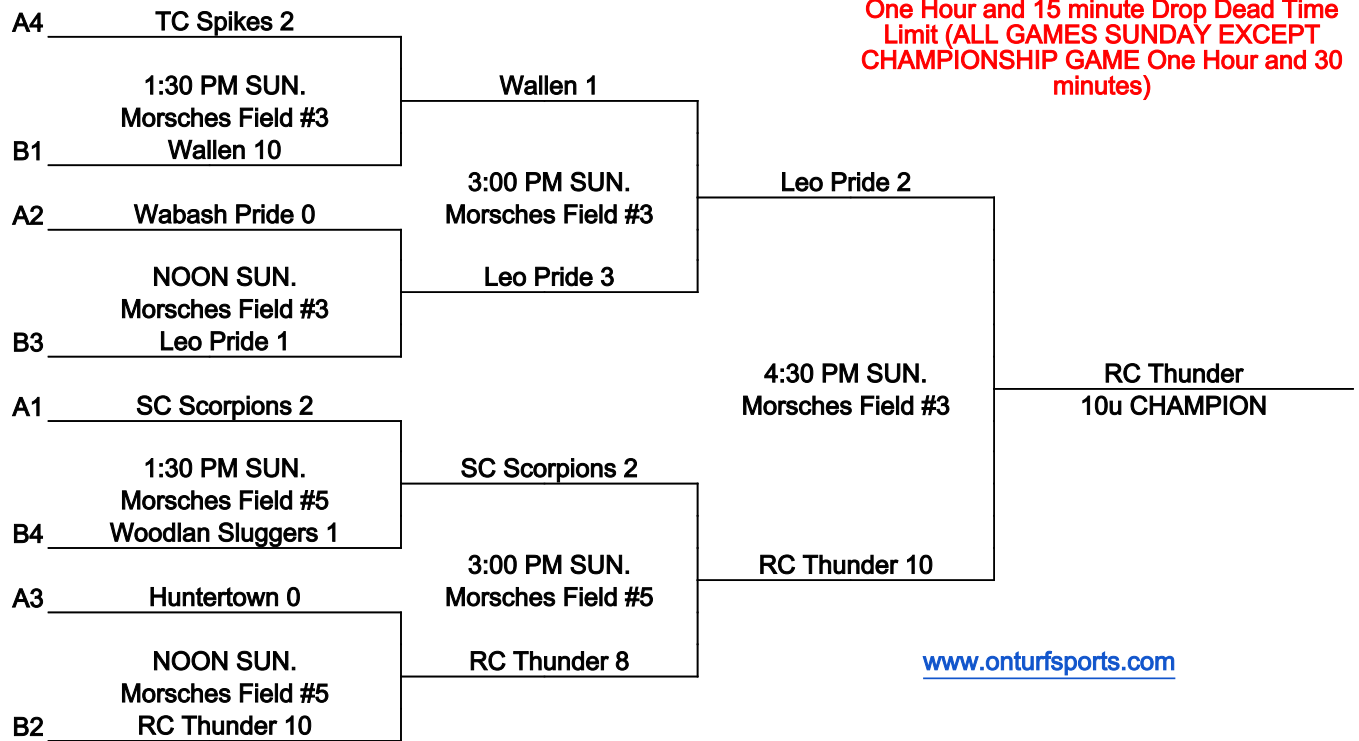 One Hour and 15 minute Drop Dead Time
Limit (ALL GAMES SUNDAY EXCEPT
CHAMPIONSHIP GAME One Hour and 30
minutes)
A4 TC Spikes 2
1:30 PM SUN.
Morsches Field #3
B1 Wallen 10
Wallen 1
3:00 PM SUN.
Morsches Field #3
A2 Wabash Pride 0
NOON SUN.
Morsches Field #3
B3 Leo Pride 1
Leo Pride 3
Leo Pride 2
4:30 PM SUN.
Morsches Field #3
RC Thunder
10u CHAMPION
A1 SC Scorpions 2
1:30 PM SUN.
Morsches Field #5
B4 Woodlan Sluggers 1
SC Scorpions 2
3:00 PM SUN.
Morsches Field #5
RC Thunder 10
A3 Huntertown 0
NOON SUN.
Morsches Field #5
B2 RC Thunder 10
RC Thunder 8
www.onturfsports.com